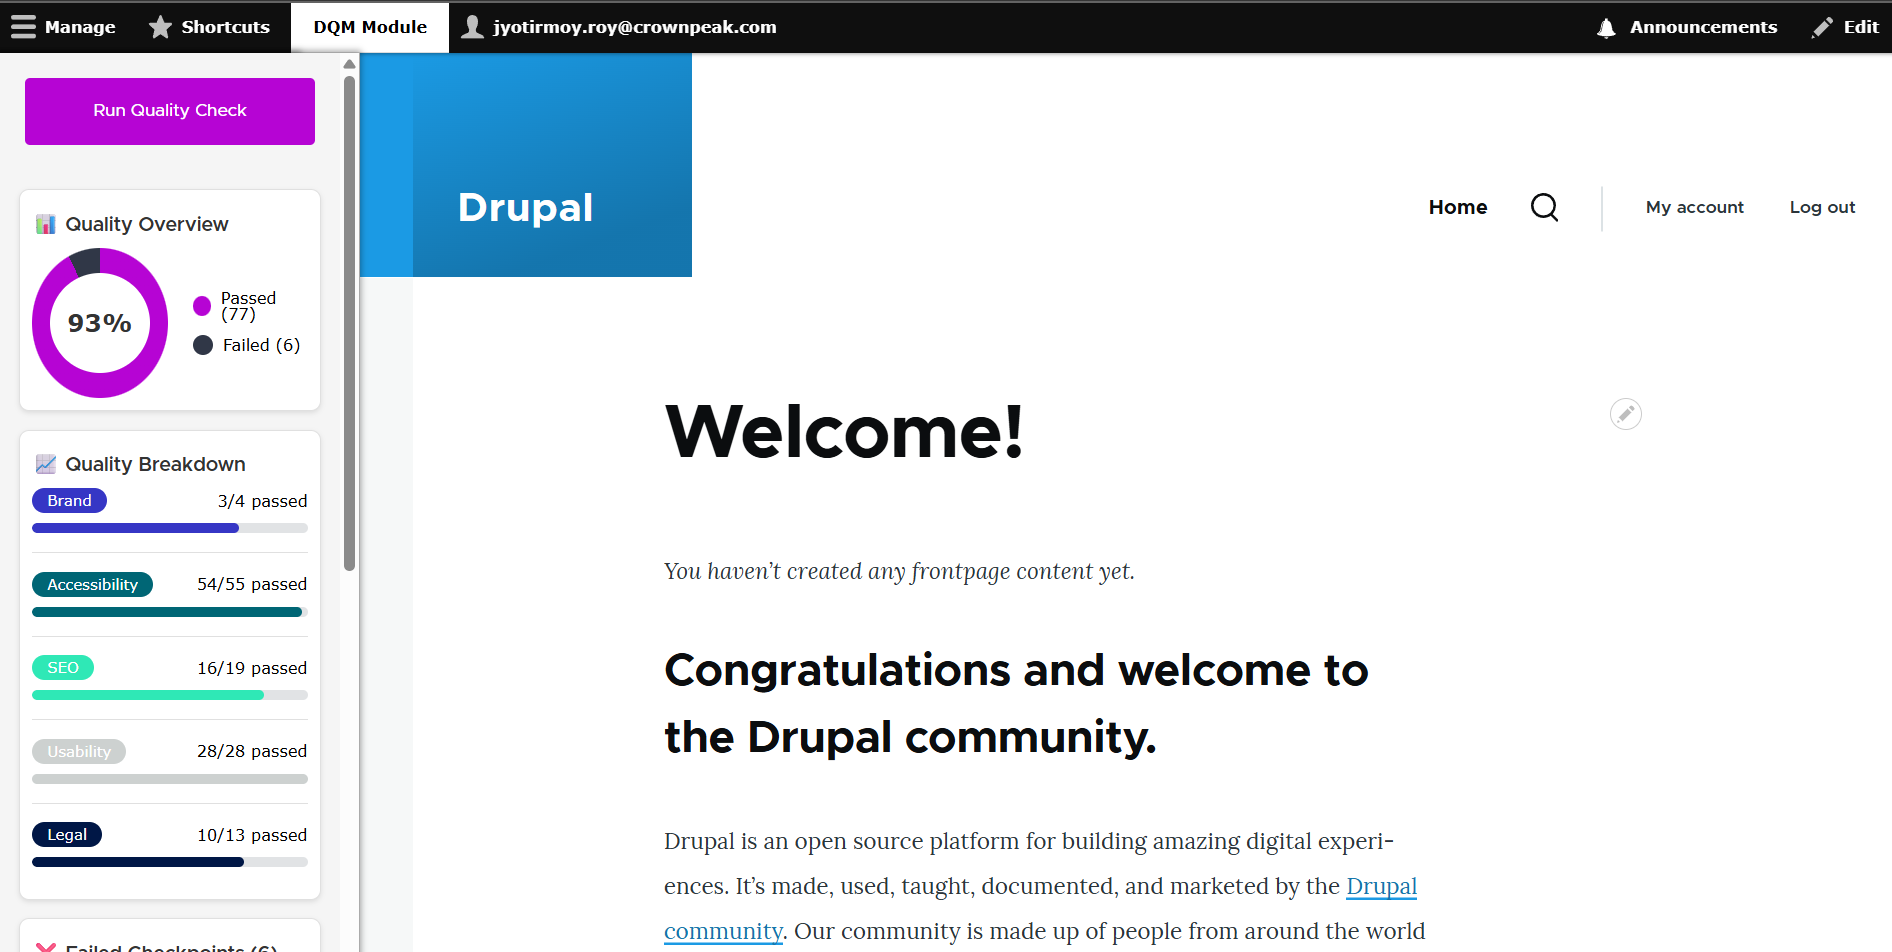 Manage
Shortcuts
DQM Module
jyotirmoy.roy@crownpeak.com
Announcements
Edit
Run Quality Check
Quality Overview
93%
Passed
(77)
Failed (6)
Quality Breakdown
Brand
3/4 passed
Accessibility
54/55 passed
SEO
16/19 passed
Usability
28/28 passed
Legal
10/13 passed
Failed Checkpoints (6)
Drupal
Home
My account
Log out
Welcome!
You haven’t created any frontpage content yet.
Congratulations and welcome to
the Drupal community.
Drupal is an open source platform for building amazing digital experi-
ences. It’s made, used, taught, documented, and marketed by the Drupal
community. Our community is made up of people from around the world